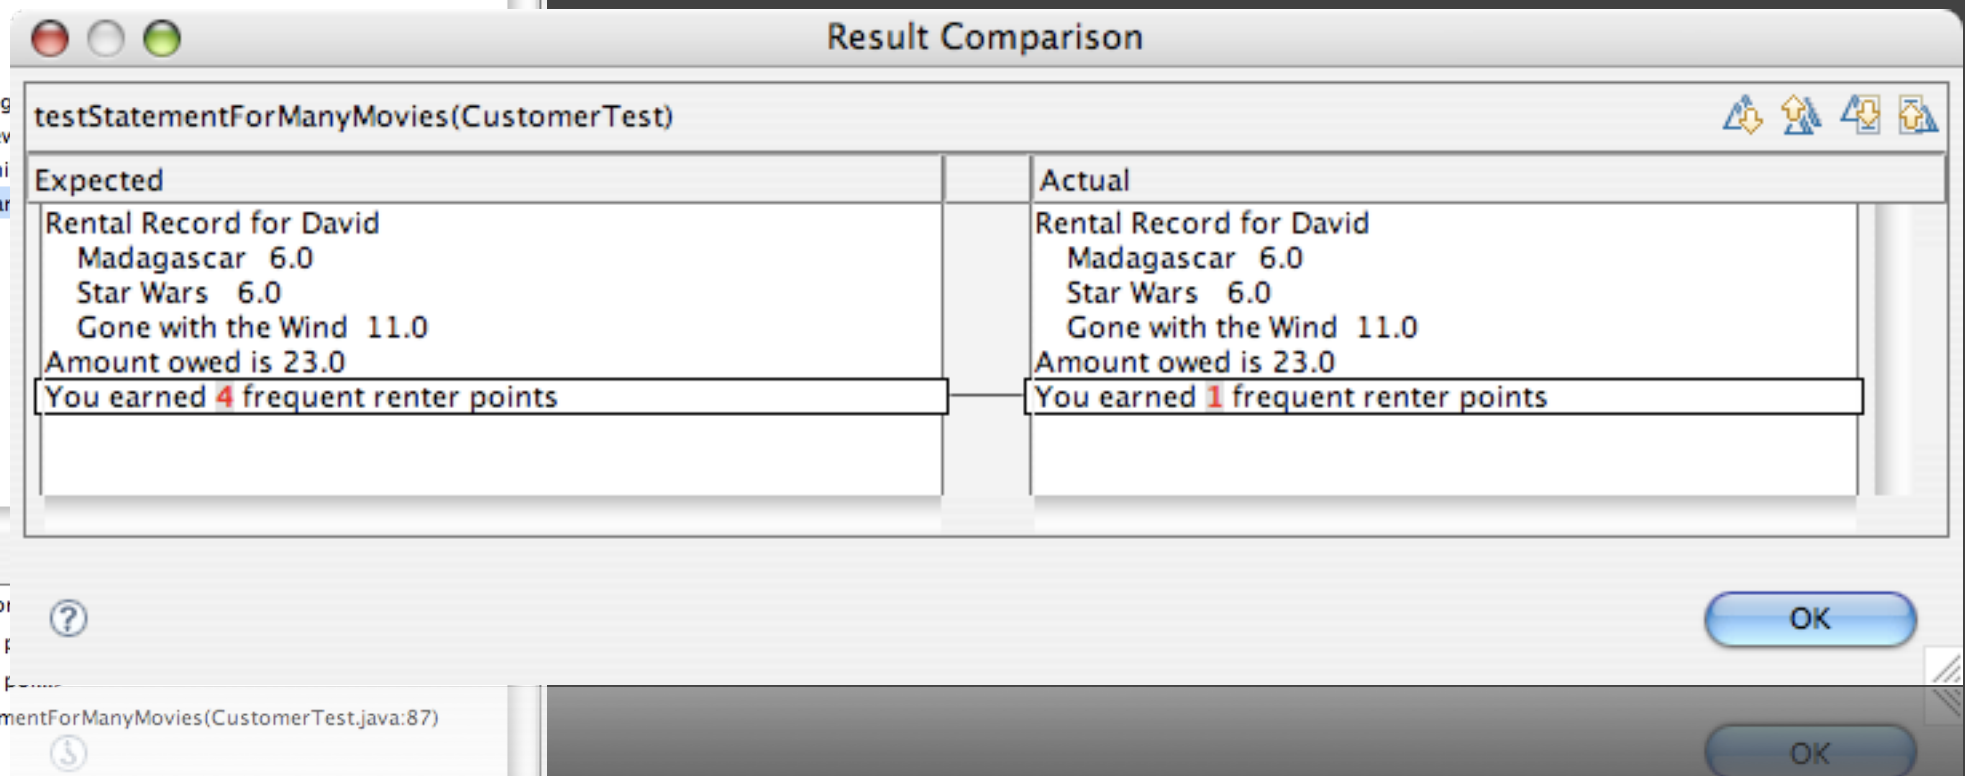 Result Comparison
testStatementForManyMovies(CustomerTest)
Expected
Actual
Rental Record for David
Madagascar 6.0
Star Wars 6.0
Gone with the Wind 11.0
Amount owed is 23.0
You earned 4 frequent renter points
Rental Record for David
Madagascar 6.0
Star Wars 6.0
Gone with the Wind 11.0
Amount owed is 23.0
You earned 1 frequent renter points
?
OK
mentForManyMovies(CustomerTest.java:87)
OK